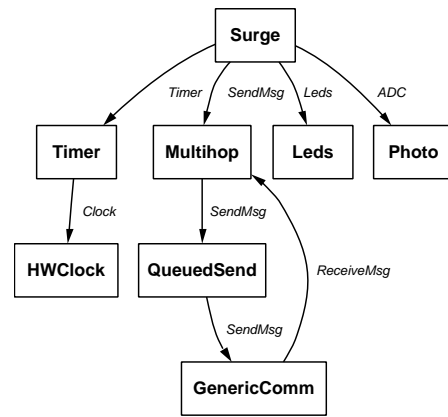 Surge
Timer SendMsg Leds ADC
Timer Multihop Leds Photo
Clock SendMsg
HWClock QueuedSend ReceiveMsg
SendMsg
GenericComm